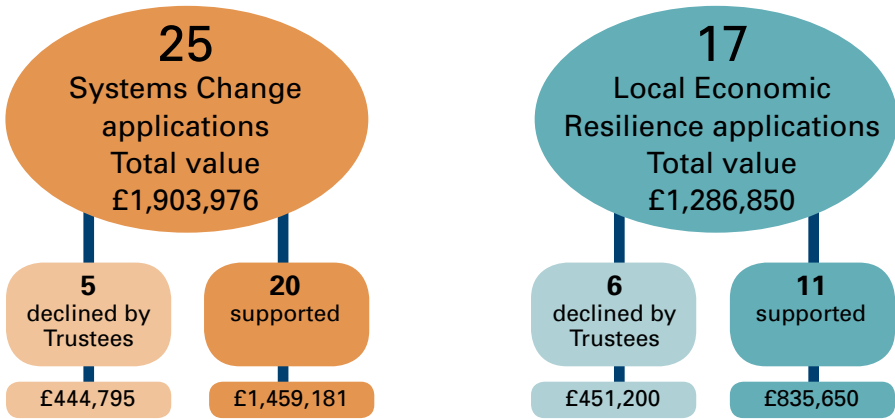 25
Systems Change
applications
Total value
£1,903,976
5
declined by
Trustees
£444,795
20
supported
£1,459,181
17
Local Economic
Resilience applications
Total value
£1,286,850
6
declined by
Trustees
£451,200
11
supported
£835,650